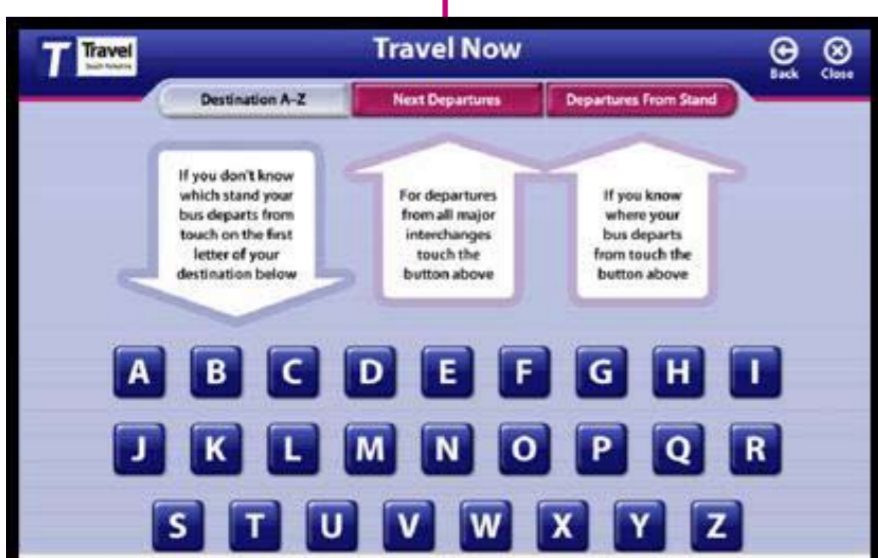 T Travel
South Yorkshire
Travel Now
Back
Close
Destination A–Z
Next Departures
Departures From Stand
If you don't know
which stand your
bus departs from
touch on the first
letter of your
destination below
For departures
from all major
interchanges
touch the
button above
If you know
where your
bus departs
from touch the
button above
A B C D E F G H I
J K L M N O P Q R
S T U V W X Y Z